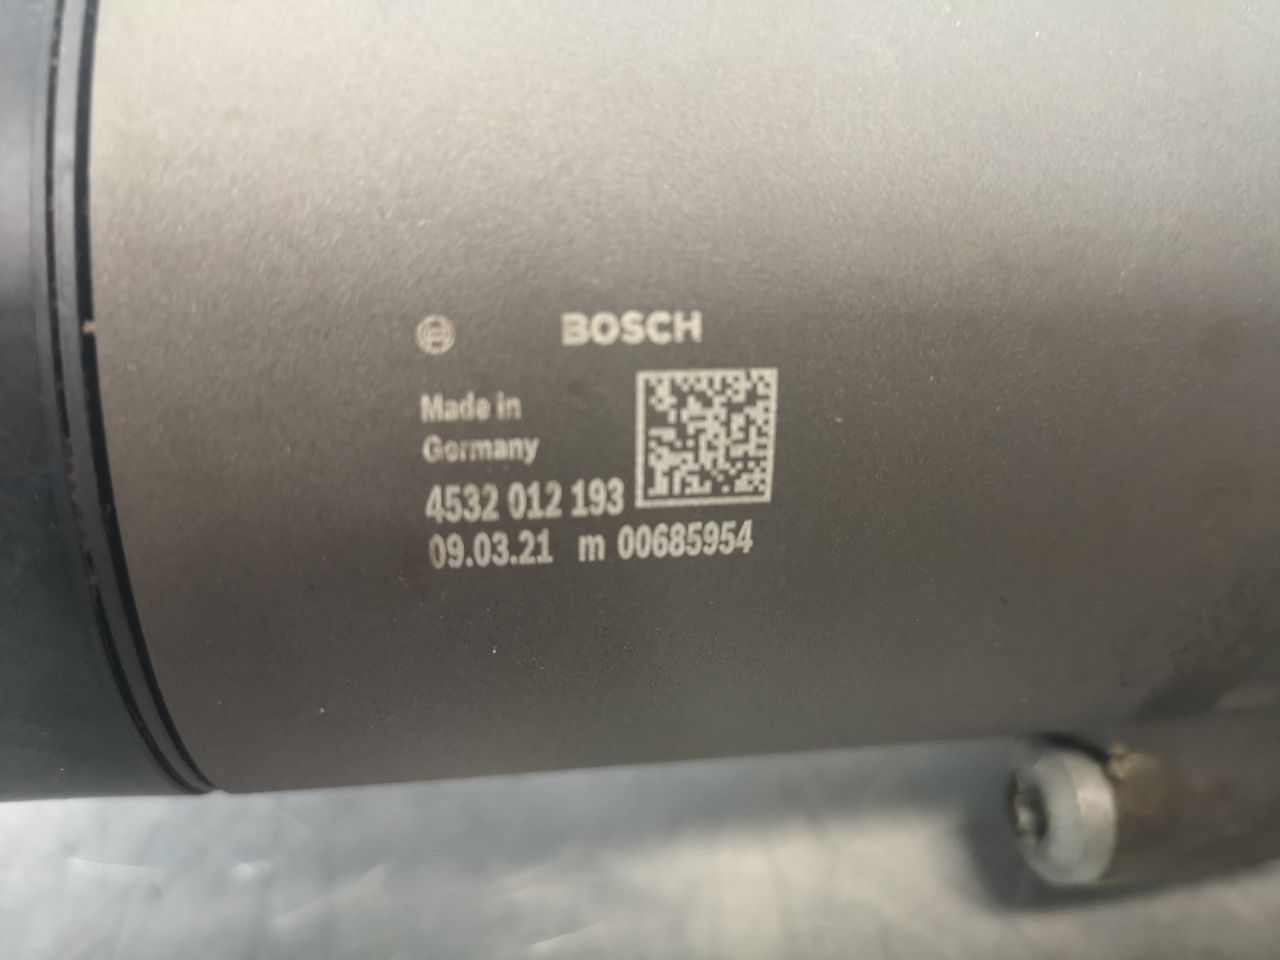 BOSCH
Made in
Germany
4532 012 193
09.03.21 m 00685954